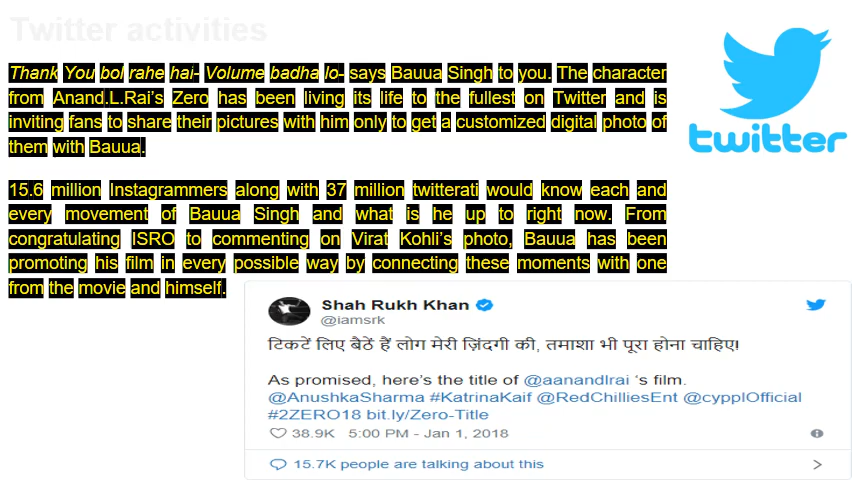 Twitter activities
Thank You bol rahe hai- Volume badha lo- says Bauua Singh to you. The character
from Anand.L.Rai's Zero has been living its life to the fullest on Twitter and is
inviting fans to share their pictures with him only to get a customized digital photo of
them with Bauua.
twitter
15.6 million Instagrammers along with 37 million twitterati would know each and
every movement of Bauua Singh and what is he up to right now. From
congratulating ISRO to commenting on Virat Kohli's photo, Bauua has been
promoting his film in every possible way by connecting these moments with one
from the movie and himself.
Shah Rukh Khan
@iamsrk
टिकटें लिए बैठें हैं लोग मेरी ज़िंदगी की, तमाशा भी पूरा होना चाहिए!
As promised, here's the title of @aanandlrai 's film.
@AnushkaSharma #KatrinaKaif @RedChilliesEnt @cypplOfficial
#2ZERO18 bit.ly/Zero-Title
38.9K 5:00 PM - Jan 1, 2018
15.7K people are talking about this